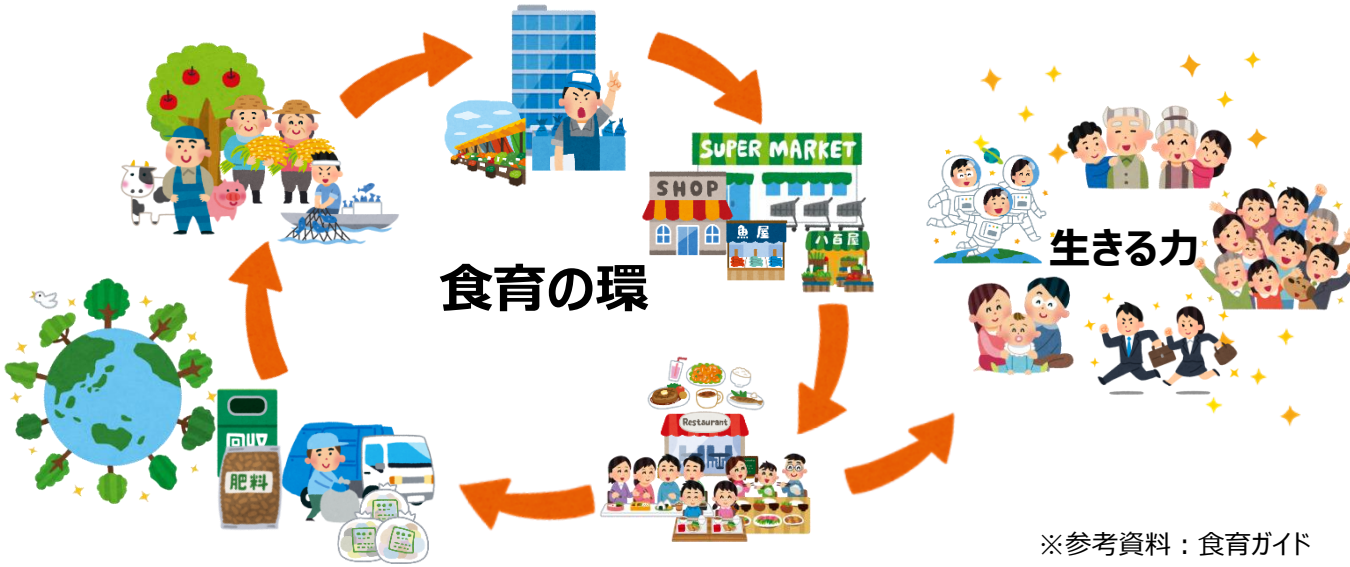 SUPER MARKET
SHOP
魚屋
八百屋
食育の環
生きる力
Restaurant
回収
肥料
※参考資料：食育ガイド